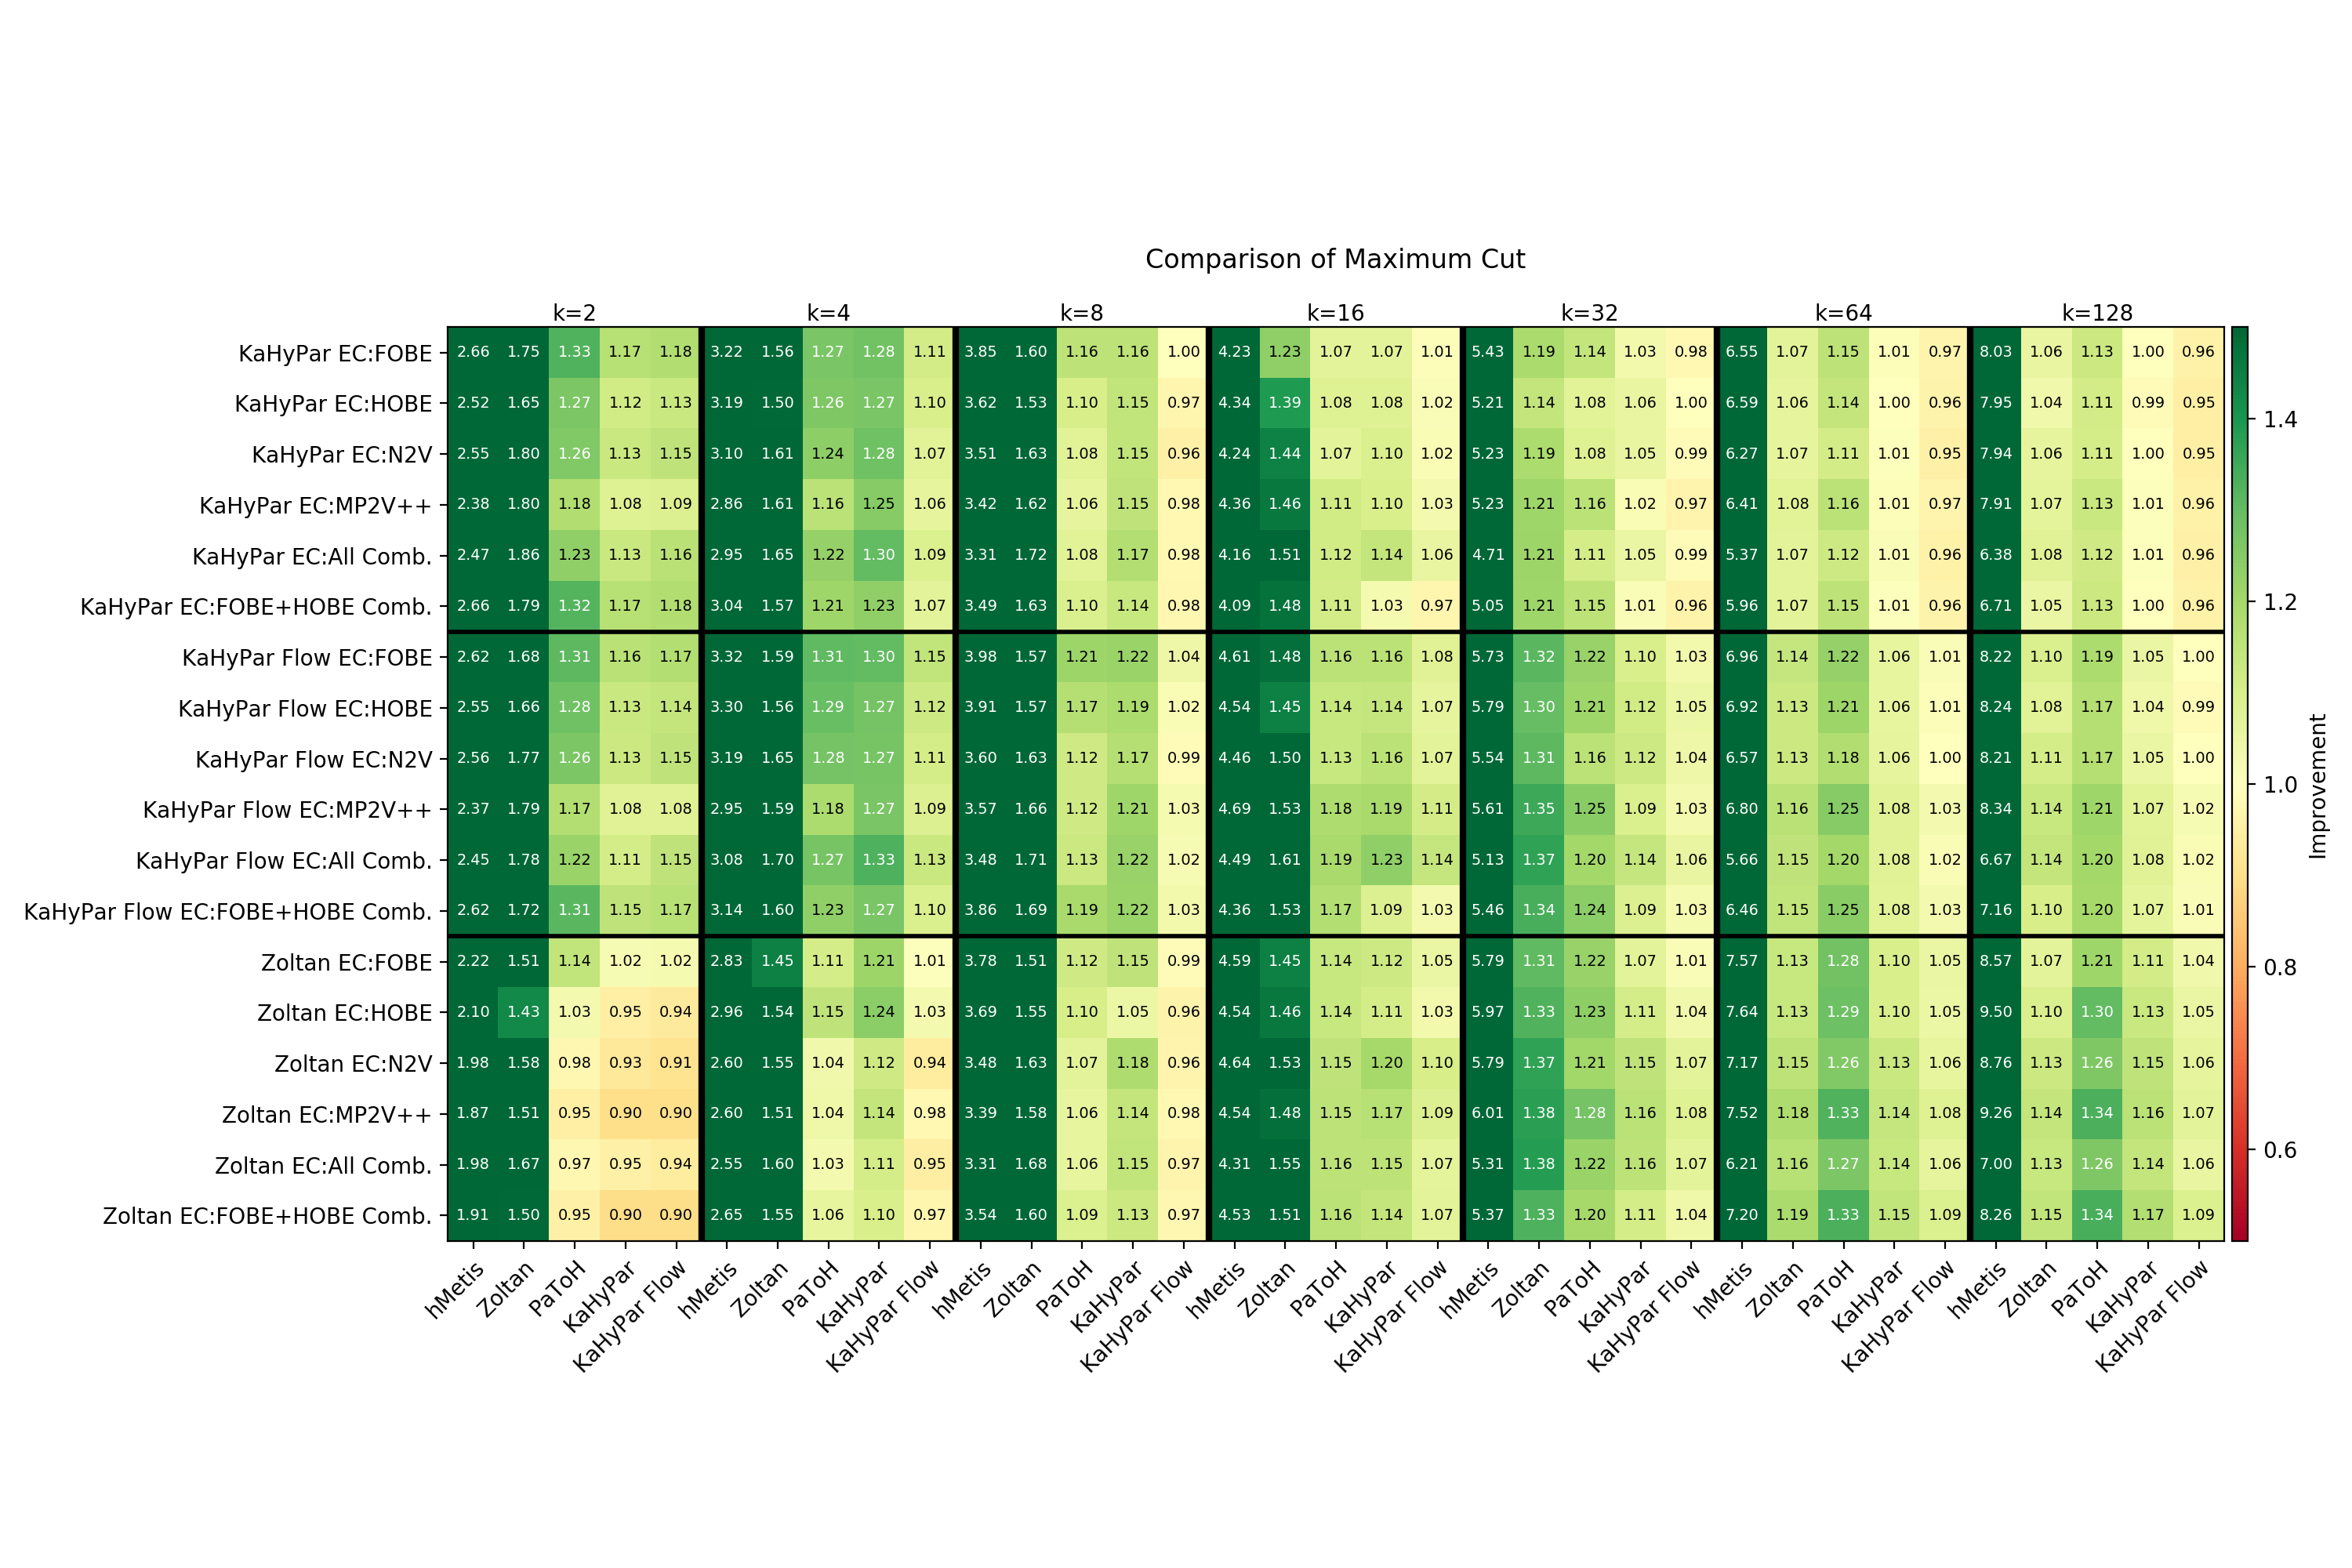 Comparison of Maximum Cut
k=2 k=4 k=8 k=16 k=32 k=64 k=128
KaHyPar EC:FOBE 2.66 1.75 1.33 1.17 1.18 3.22 1.56 1.27 1.28 1.11 3.85 1.60 1.16 1.16 1.00 4.23 1.23 1.07 1.07 1.01 5.43 1.19 1.14 1.03 0.98 6.55 1.07 1.15 1.01 0.97 8.03 1.06 1.13 1.00 0.96
KaHyPar EC:HOBE 2.52 1.65 1.27 1.12 1.13 3.19 1.50 1.26 1.27 1.10 3.62 1.53 1.10 1.15 0.97 4.34 1.39 1.08 1.08 1.02 5.21 1.14 1.08 1.06 1.00 6.59 1.06 1.14 1.00 0.96 7.95 1.04 1.11 0.99 0.95
KaHyPar EC:N2V 2.55 1.80 1.26 1.13 1.15 3.10 1.61 1.24 1.28 1.07 3.51 1.63 1.08 1.15 0.96 4.24 1.44 1.07 1.10 1.02 5.23 1.19 1.08 1.05 0.99 6.27 1.07 1.11 1.01 0.95 7.94 1.06 1.11 1.00 0.95
KaHyPar EC:MP2V++ 2.38 1.80 1.18 1.08 1.09 2.86 1.61 1.16 1.25 1.06 3.42 1.62 1.06 1.15 0.98 4.36 1.46 1.11 1.10 1.03 5.23 1.21 1.16 1.02 0.97 6.41 1.08 1.16 1.01 0.97 7.91 1.07 1.13 1.01 0.96
KaHyPar EC:All Comb. 2.47 1.86 1.23 1.13 1.16 2.95 1.65 1.22 1.30 1.09 3.31 1.72 1.08 1.17 0.98 4.16 1.51 1.12 1.14 1.06 4.71 1.21 1.11 1.05 0.99 5.37 1.07 1.12 1.01 0.96 6.38 1.08 1.12 1.01 0.96
KaHyPar EC:FOBE+HOBE Comb. 2.66 1.79 1.32 1.17 1.18 3.04 1.57 1.21 1.23 1.07 3.49 1.63 1.10 1.14 0.98 4.09 1.48 1.11 1.03 0.97 5.05 1.21 1.15 1.01 0.96 5.96 1.07 1.15 1.01 0.96 6.71 1.05 1.13 1.00 0.96
KaHyPar Flow EC:FOBE 2.62 1.68 1.31 1.16 1.17 3.32 1.59 1.31 1.30 1.15 3.98 1.57 1.21 1.22 1.04 4.61 1.48 1.16 1.16 1.08 5.73 1.32 1.22 1.10 1.03 6.96 1.14 1.22 1.06 1.01 8.22 1.10 1.19 1.05 1.00
KaHyPar Flow EC:HOBE 2.55 1.66 1.28 1.13 1.14 3.30 1.56 1.29 1.27 1.12 3.91 1.57 1.17 1.19 1.02 4.54 1.45 1.14 1.14 1.07 5.79 1.30 1.21 1.12 1.05 6.92 1.13 1.21 1.06 1.01 8.24 1.08 1.17 1.04 0.99
KaHyPar Flow EC:N2V 2.56 1.77 1.26 1.13 1.15 3.19 1.65 1.28 1.27 1.11 3.60 1.63 1.12 1.17 0.99 4.46 1.50 1.13 1.16 1.07 5.54 1.31 1.16 1.12 1.04 6.57 1.13 1.18 1.06 1.00 8.21 1.11 1.17 1.05 1.00
KaHyPar Flow EC:MP2V++ 2.37 1.79 1.17 1.08 1.08 2.95 1.59 1.18 1.27 1.09 3.57 1.66 1.12 1.21 1.03 4.69 1.53 1.18 1.19 1.11 5.61 1.35 1.25 1.09 1.03 6.80 1.16 1.25 1.08 1.03 8.34 1.14 1.21 1.07 1.02
KaHyPar Flow EC:All Comb. 2.45 1.78 1.22 1.11 1.15 3.08 1.70 1.27 1.33 1.13 3.48 1.71 1.13 1.22 1.02 4.49 1.61 1.19 1.23 1.14 5.13 1.37 1.20 1.14 1.06 5.66 1.15 1.20 1.08 1.02 6.67 1.14 1.20 1.08 1.02
KaHyPar Flow EC:FOBE+HOBE Comb. 2.62 1.72 1.31 1.15 1.17 3.14 1.60 1.23 1.27 1.10 3.86 1.69 1.19 1.22 1.03 4.36 1.53 1.17 1.09 1.03 5.46 1.34 1.24 1.09 1.03 6.46 1.15 1.25 1.08 1.03 7.16 1.10 1.20 1.07 1.01
Zoltan EC:FOBE 2.22 1.51 1.14 1.02 1.02 2.83 1.45 1.11 1.21 1.01 3.78 1.51 1.12 1.15 0.99 4.59 1.45 1.14 1.12 1.05 5.79 1.31 1.22 1.07 1.01 7.57 1.13 1.28 1.10 1.05 8.57 1.07 1.21 1.11 1.04
Zoltan EC:HOBE 2.10 1.43 1.03 0.95 0.94 2.96 1.54 1.15 1.24 1.03 3.69 1.55 1.10 1.05 0.96 4.54 1.46 1.14 1.11 1.03 5.97 1.33 1.23 1.11 1.04 7.64 1.13 1.29 1.10 1.05 9.50 1.10 1.30 1.13 1.05
Zoltan EC:N2V 1.98 1.58 0.98 0.93 0.91 2.60 1.55 1.04 1.12 0.94 3.48 1.63 1.07 1.18 0.96 4.64 1.53 1.15 1.20 1.10 5.79 1.37 1.21 1.15 1.07 7.17 1.15 1.26 1.13 1.06 8.76 1.13 1.26 1.15 1.06
Zoltan EC:MP2V++ 1.87 1.51 0.95 0.90 0.90 2.60 1.51 1.04 1.14 0.98 3.39 1.58 1.06 1.14 0.98 4.54 1.48 1.15 1.17 1.09 6.01 1.38 1.28 1.16 1.08 7.52 1.18 1.33 1.14 1.08 9.26 1.14 1.34 1.16 1.07
Zoltan EC:All Comb. 1.98 1.67 0.97 0.95 0.94 2.55 1.60 1.03 1.11 0.95 3.31 1.68 1.06 1.15 0.97 4.31 1.55 1.16 1.15 1.07 5.31 1.38 1.22 1.16 1.07 6.21 1.16 1.27 1.14 1.06 7.00 1.13 1.26 1.14 1.06
Zoltan EC:FOBE+HOBE Comb. 1.91 1.50 0.95 0.90 0.90 2.65 1.55 1.06 1.10 0.97 3.54 1.60 1.09 1.13 0.97 4.53 1.51 1.16 1.14 1.07 5.37 1.33 1.20 1.11 1.04 7.20 1.19 1.33 1.15 1.09 8.26 1.15 1.34 1.17 1.09
hMetis Zoltan PaToH KaHyPar KaHyPar Flow hMetis Zoltan PaToH KaHyPar KaHyPar Flow hMetis Zoltan PaToH KaHyPar KaHyPar Flow hMetis Zoltan PaToH KaHyPar KaHyPar Flow hMetis Zoltan PaToH KaHyPar KaHyPar Flow hMetis Zoltan PaToH KaHyPar KaHyPar Flow hMetis Zoltan PaToH KaHyPar KaHyPar Flow
1.4
1.2
1.0
0.8
0.6
Improvement